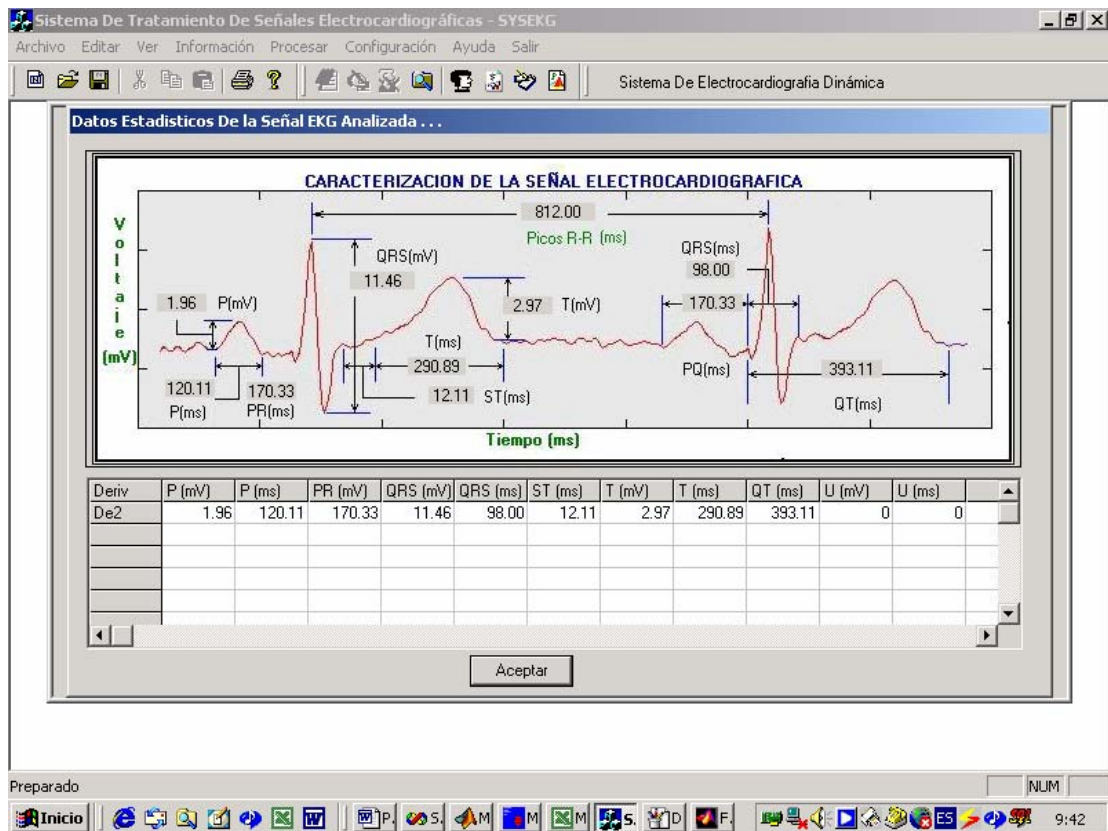 Sistema De Tratamiento De Señales Electrocardiográficas - SYSEKG
Archivo Editar Ver Información Procesar Configuración Ayuda Salir
Sistema De Electrocardiografia Dinámica
Datos Estadisticos De la Señal EKG Analizada . . .
CARACTERIZACION DE LA SEÑAL ELECTROCARDIOGRAFICA
Voltaje (mV)
812.00
Picos R-R (ms)
QRS(mV)
11.46
QRS(ms)
98.00
1.96 P(mV)
2.97 T(mV)
170.33
T(ms)
290.89
PQ(ms)
393.11
120.11
P(ms)
170.33
PR(ms)
12.11 ST(ms)
QT(ms)
Tiempo (ms)
Deriv P (mV) P (ms) PR (mV) QRS (mV) QRS (ms) ST (ms) T (mV) T (ms) QT (ms) U (mV) U (ms)
De2 1.96 120.11 170.33 11.46 98.00 12.11 2.97 290.89 393.11 0 0
Aceptar
Preparado NUM
Inicio P. S. M M M S. D F. ES 9:42